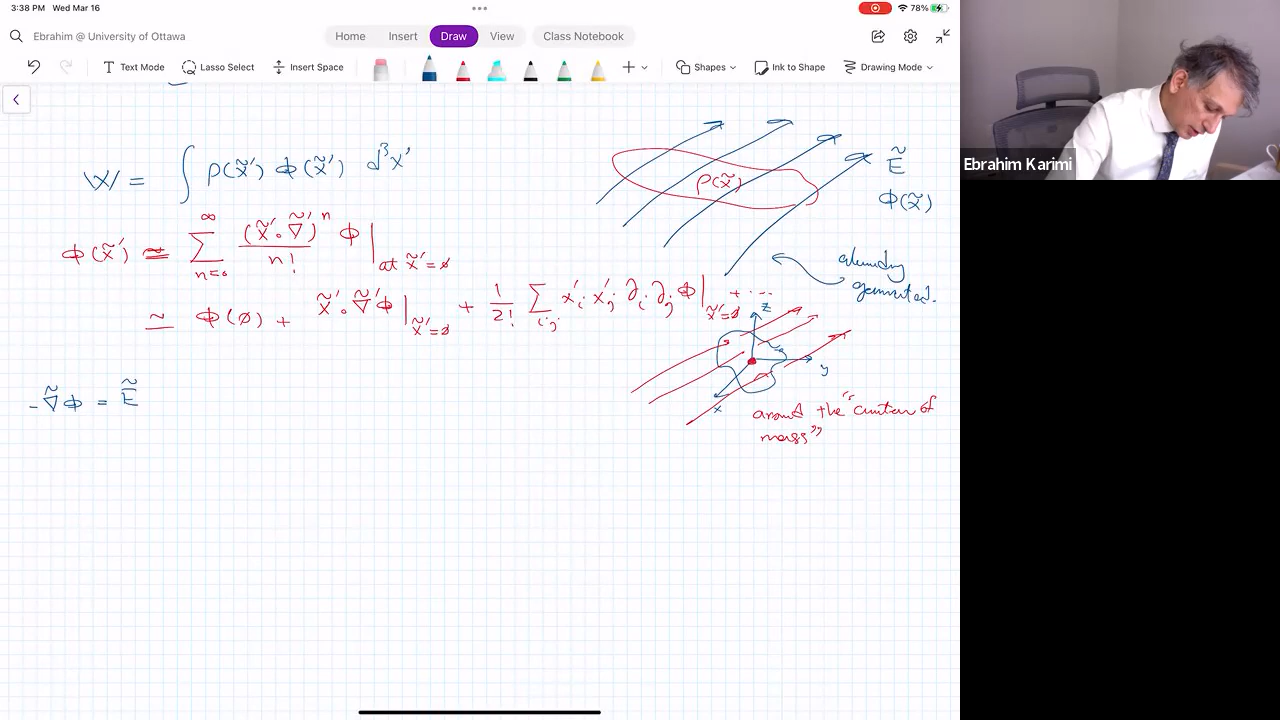 3:38 PM Wed Mar 16
78%
Ebrahim @ University of Ottawa
Home Insert Draw View Class Notebook
Text Mode Lasso Select Insert Space Shapes Ink to Shape Drawing Mode
Ebrahim Karimi
W = ∫ ρ(x̃') Φ(x̃') d³x'
ρ(x̃)
Ẽ
Φ(x̃)
Φ(x̃') ≃ ∑_{n=0}^{∞} (x̃'∘∇̃')ⁿ / n! Φ | at x̃'=0
already
generated.
≃ Φ(0) + x̃'∘∇̃'Φ |_{x̃'=0} + 1/2! ∑_{i,j} x'_i x'_j ∂_i ∂_j Φ |_{x̃'=0} + ...
z
y
x
-∇̃Φ = Ẽ
around the "center of
mass"